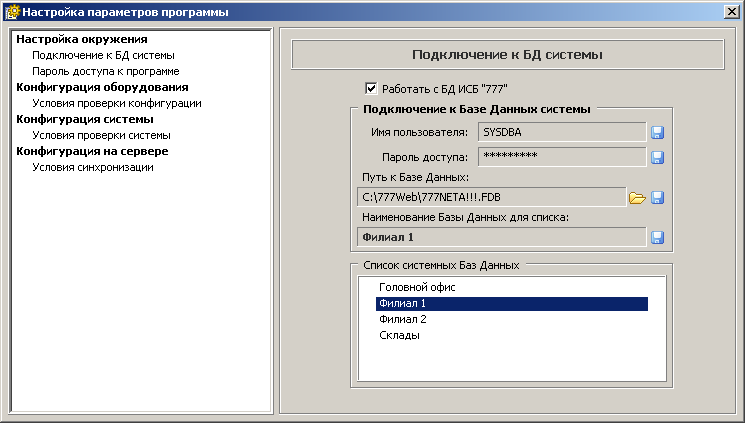 Настройка параметров программы
Настройка окружения
Подключение к БД системы
Пароль доступа к программе
Конфигурация оборудования
Условия проверки конфигурации
Конфигурация системы
Условия проверки системы
Конфигурация на сервере
Условия синхронизации
Подключение к БД системы
Работать с БД ИСБ "777"
Подключение к Базе Данных системы
Имя пользователя: SYSDBA
Пароль доступа: *********
Путь к Базе Данных:
C:\777Web\777NETA!!!.FDB
Наименование Базы Данных для списка:
Филиал 1
Список системных Баз Данных
Головной офис
Филиал 1
Филиал 2
Склады